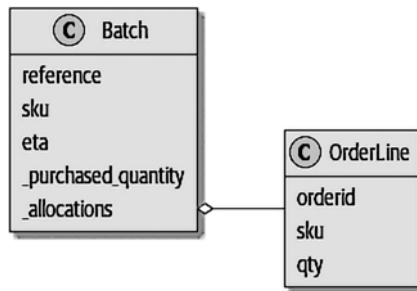 C Batch
reference
sku
eta
_purchased_quantity
_allocations
C OrderLine
orderid
sku
qty